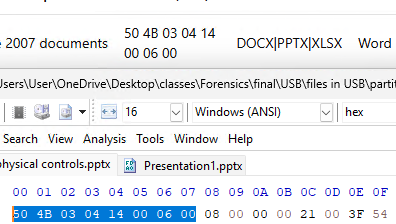 2007 documents 50 4B 03 04 14 00 06 00 DOCX|PPTX|XLSX Word
sers\User\OneDrive\Desktop\classes\Forensics\final\USB\files in USB\partit
16 Windows (ANSI) hex
Search View Analysis Tools Window Help
physical controls.pptx Presentation1.pptx
00 01 02 03 04 05 06 07 08 09 0A 0B 0C 0D 0E 0F
50 4B 03 04 14 00 06 00 08 00 00 00 21 00 3F 54